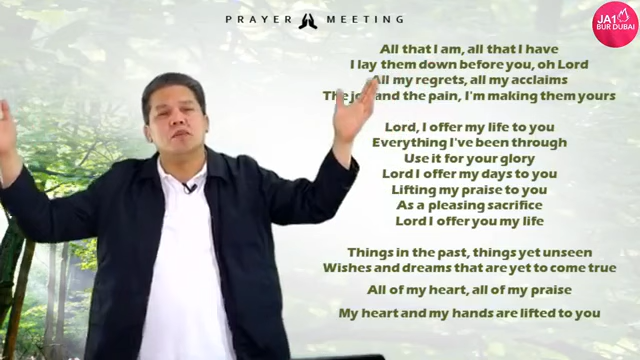 PRAYER MEETING
JA1
BUR DUBAI
All that I am, all that I have
I lay them down before you, oh Lord
All my regrets, all my acclaims
The joy and the pain, I'm making them yours
Lord, I offer my life to you
Everything I've been through
Use it for your glory
Lord I offer my days to you
Lifting my praise to you
As a pleasing sacrifice
Lord I offer you my life
Things in the past, things yet unseen
Wishes and dreams that are yet to come true
All of my heart, all of my praise
My heart and my hands are lifted to you